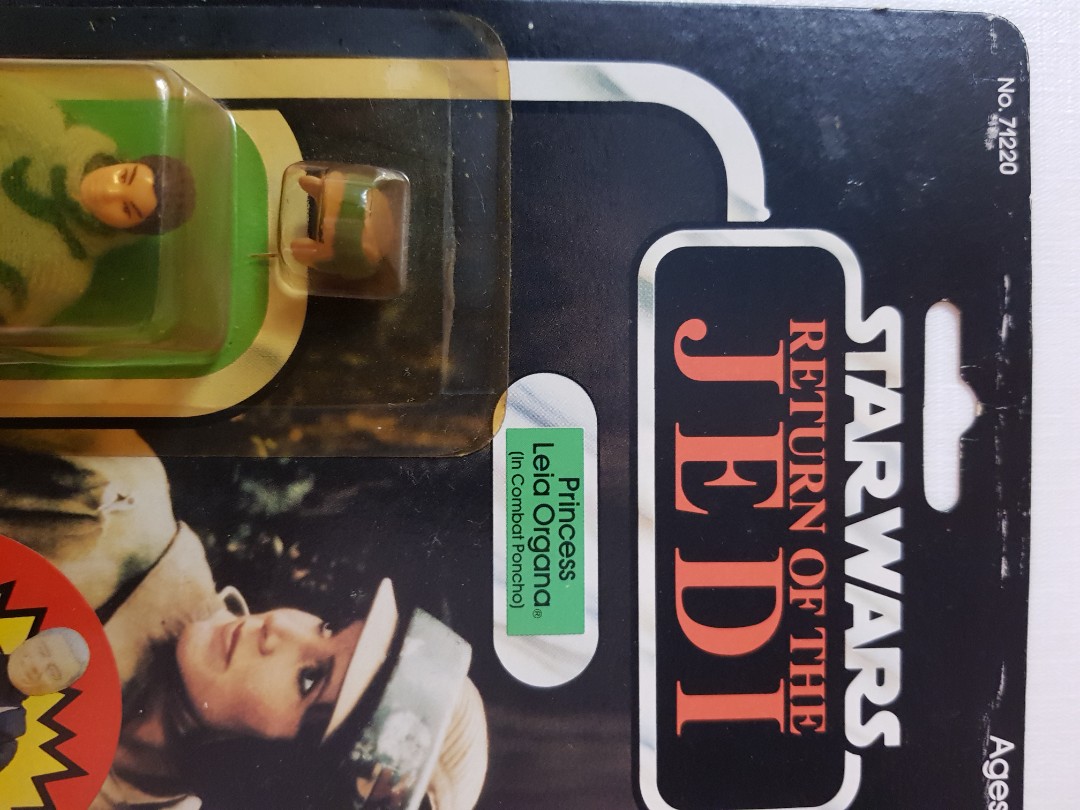 No. 71220
Ages
STAR WARS
RETURN OF THE
JEDI
Princess
Leia Organa®
(In Combat Poncho)